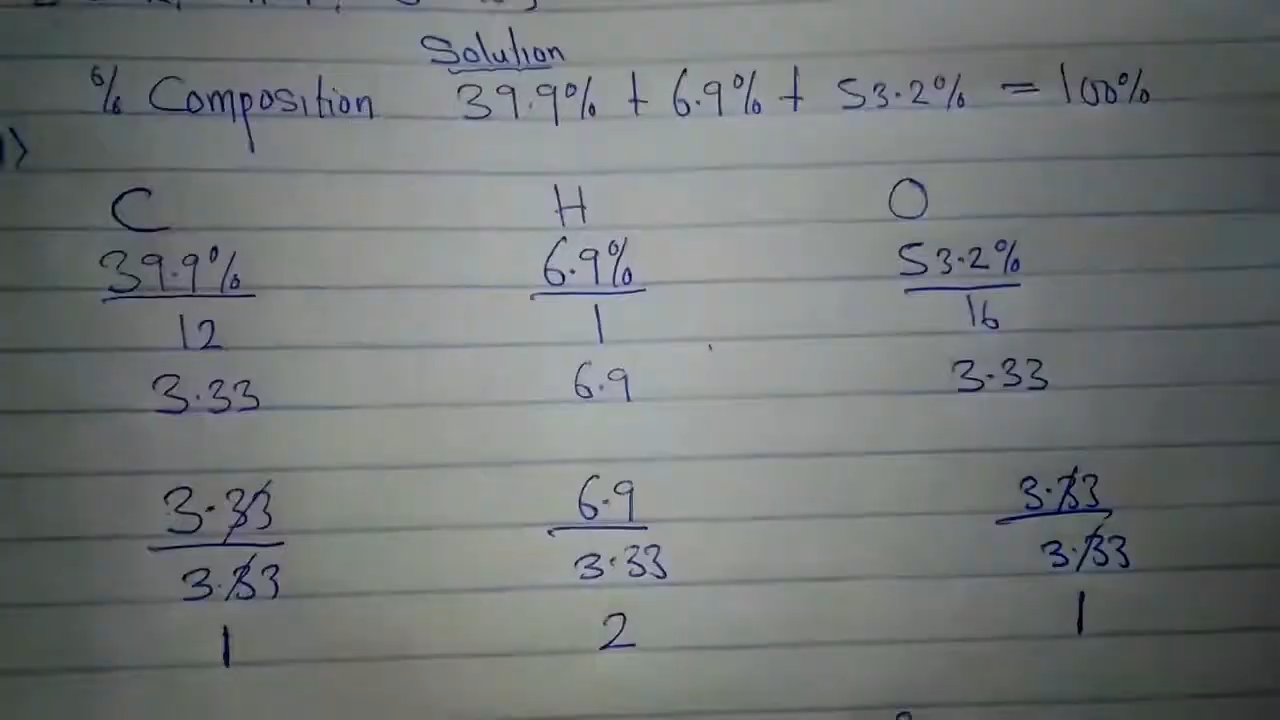 Solution
% Composition 39.9% + 6.9% + 53.2% = 100%
C H O
39.9% 6.9% 53.2%
12 1 16
3.33 6.9 3.33
3.33 6.9 3.33
3.33 3.33 3.33
1 2 1